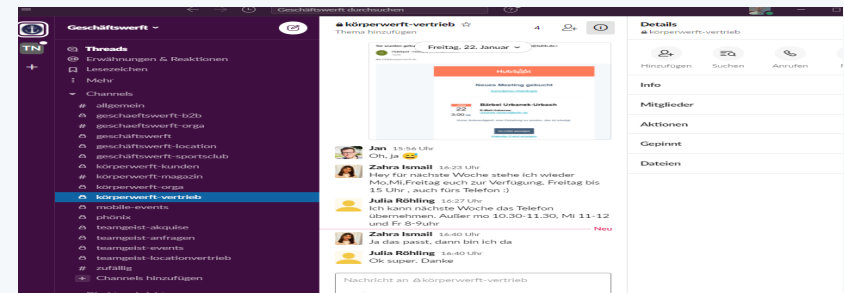 Geschäftswerft durchsuchen
Geschäftswerft
TN
Threads
Erwähnungen & Reaktionen
Lesezeichen
Mehr
Channels
# allgemein
geschaeftswerft-b2b
# geschaeftswerft-orga
geschäftswerft
geschäftswerft-location
geschäftswerft-sportsclub
körperwerft-kunden
# körperwerft-magazin
körperwerft-orga
körperwerft-vertrieb
mobile-events
phönix
teamgeist-akquise
teamgeist-anfragen
teamgeist-events
teamgeist-locationvertrieb
# zufällig
+ Channels hinzufügen
körperwerft-vertrieb
Thema hinzufügen
4
Freitag, 22. Januar
HubSpot
Neues Meeting gebucht
22
Bärbel Urbanek-Urbach
Jan 15:56 Uhr
Oh, ja 😅
Zahra Ismail 16:23 Uhr
Hey für nächste Woche stehe ich wieder
Mo,Mi,Freitag euch zur Verfügung, Freitag bis
15 Uhr , auch fürs Telefon :)
Julia Röhling 16:27 Uhr
Ich kann nächste Woche das Telefon
übernehmen. Außer mo 10.30-11.30, Mi 11-12
und Fr 8-9uhr
Neu
Zahra Ismail 16:40 Uhr
Ja das passt, dann bin ich da
Julia Röhling 16:40 Uhr
Ok super. Danke
Nachricht an körperwerft-vertrieb
Details
körperwerft-vertrieb
Hinzufügen
Suchen
Anrufen
Info
Mitglieder
Aktionen
Gepinnt
Dateien